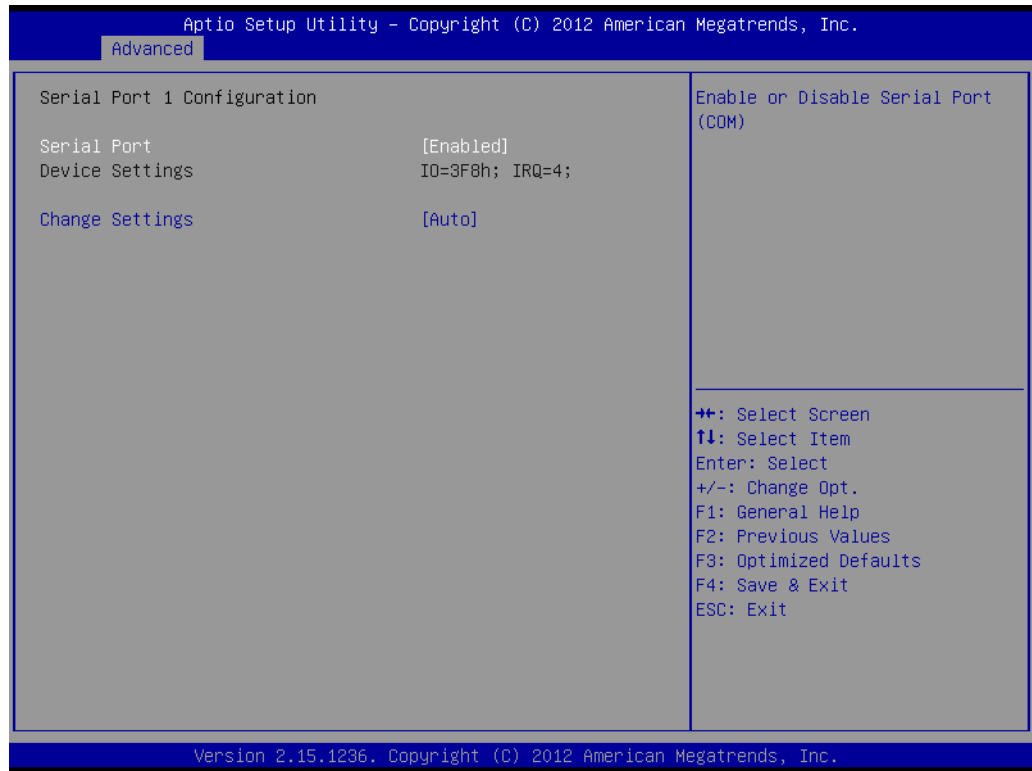 Aptio Setup Utility – Copyright (C) 2012 American Megatrends, Inc.
Advanced
Serial Port 1 Configuration
Serial Port [Enabled]
Device Settings IO=3F8h; IRQ=4;
Change Settings [Auto]
Enable or Disable Serial Port
(COM)
→←: Select Screen
↑↓: Select Item
Enter: Select
+/-: Change Opt.
F1: General Help
F2: Previous Values
F3: Optimized Defaults
F4: Save & Exit
ESC: Exit
Version 2.15.1236. Copyright (C) 2012 American Megatrends, Inc.